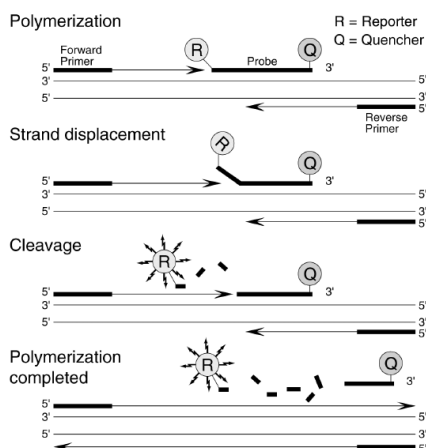 Polymerization
R = Reporter
Q = Quencher
Forward
Primer
R
Q
Probe
5'
3'
3'
5'
5'
3'
5'
Reverse
Primer
Strand displacement
R
Q
5'
3'
3'
5'
5'
3'
5'
Cleavage
R
Q
5'
3'
3'
5'
5'
3'
5'
Polymerization
completed
R
Q
3'
5'
3'
5'
5'
3'
5'